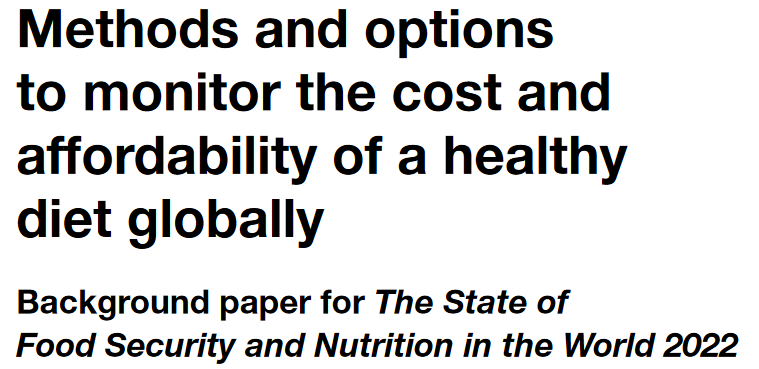 Methods and options
to monitor the cost and
affordability of a healthy
diet globally
Background paper for The State of
Food Security and Nutrition in the World 2022